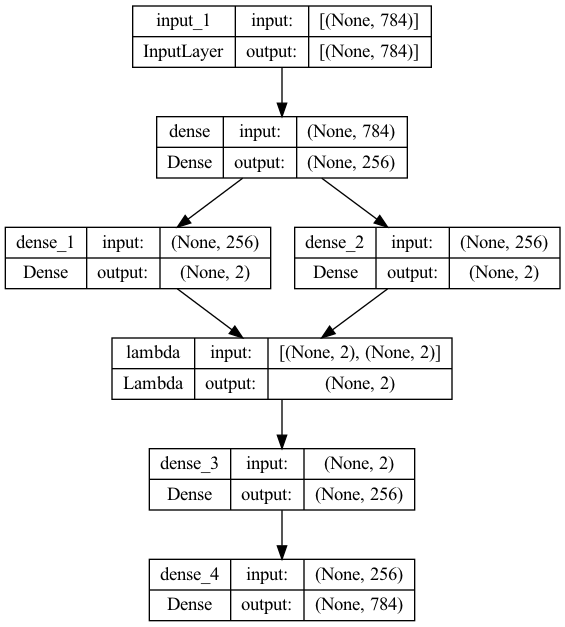 input_1 input: [(None, 784)]
InputLayer output: [(None, 784)]
dense input: (None, 784)
Dense output: (None, 256)
dense_1 input: (None, 256)
Dense output: (None, 2)
dense_2 input: (None, 256)
Dense output: (None, 2)
lambda input: [(None, 2), (None, 2)]
Lambda output: (None, 2)
dense_3 input: (None, 2)
Dense output: (None, 256)
dense_4 input: (None, 256)
Dense output: (None, 784)